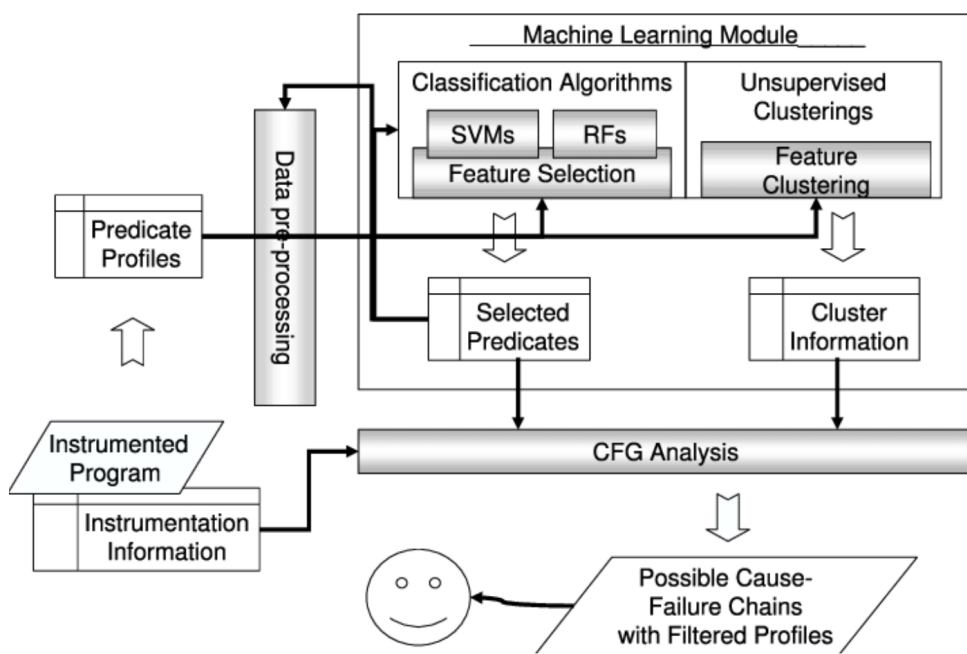 Machine Learning Module
Classification Algorithms
SVMs
RFs
Feature Selection
Unsupervised
Clusterings
Feature
Clustering
Data pre-processing
Predicate
Profiles
Selected
Predicates
Cluster
Information
Instrumented
Program
Instrumentation
Information
CFG Analysis
Possible Cause-
Failure Chains
with Filtered Profiles